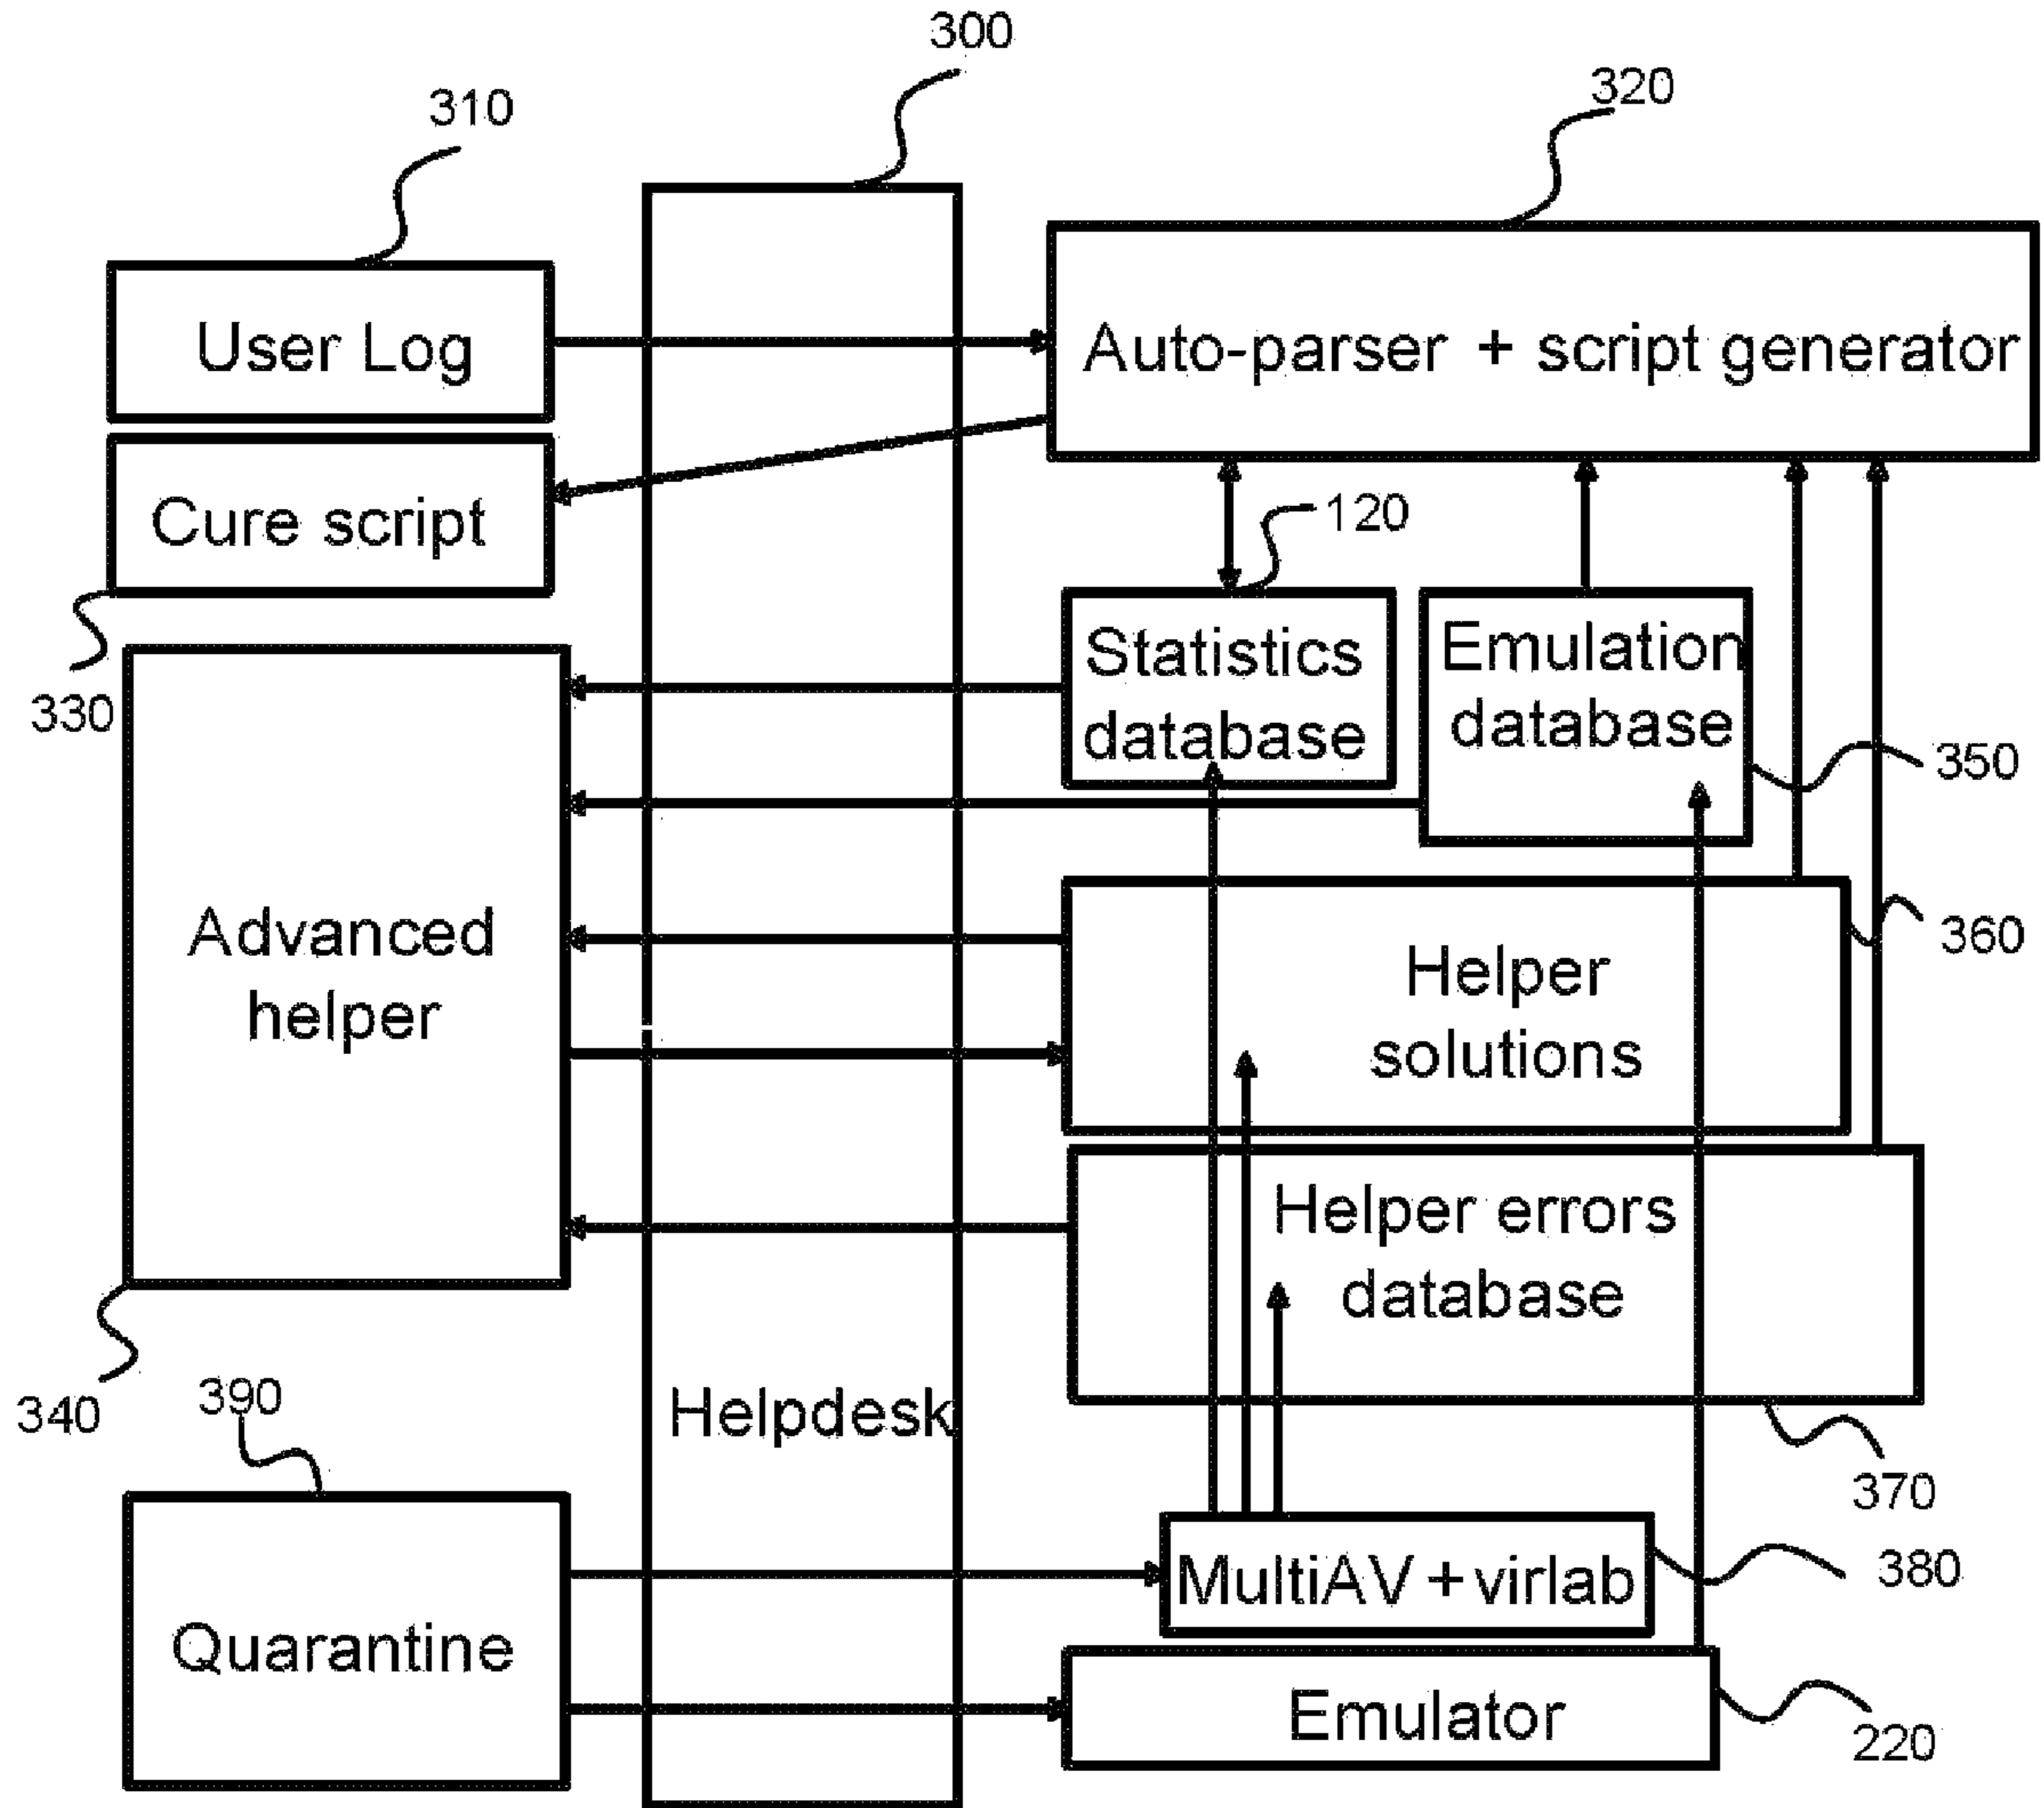 300
310
320
User Log
Auto-parser + script generator
Cure script
120
330
Statistics
database
Emulation
database
350
Advanced
helper
Helper
solutions
360
Helper errors
database
340
390
Helpdesk
370
Quarantine
MultiAV + virlab
380
Emulator
220